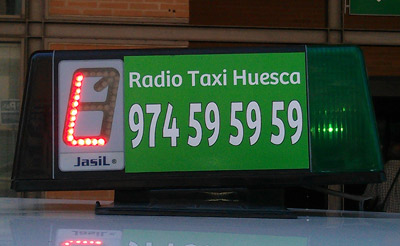 Radio Taxi Huesca
L
974 59 59 59
JasiL ®